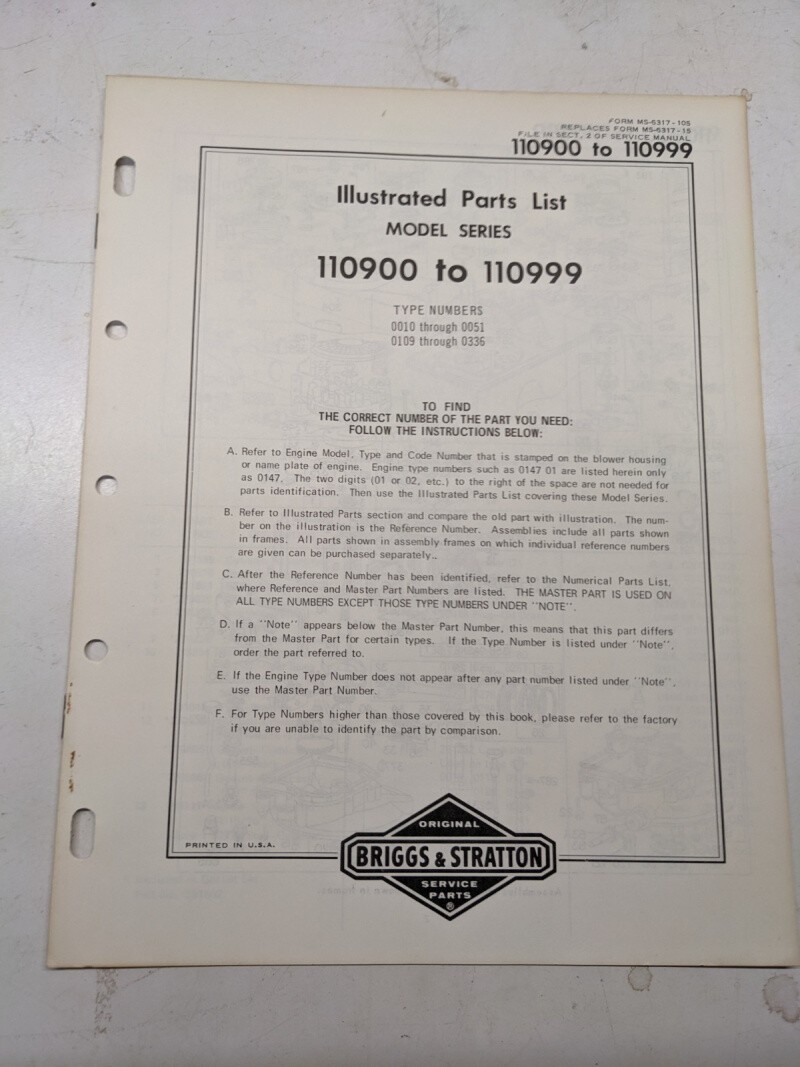 FORM MS-6317-10S
REPLACES FORM MS-6317-15
FILE IN SECT. 2 OF SERVICE MANUAL
110900 to 110999
Illustrated Parts List
MODEL SERIES
110900 to 110999
TYPE NUMBERS
0010 through 0051
0109 through 0336
TO FIND
THE CORRECT NUMBER OF THE PART YOU NEED:
FOLLOW THE INSTRUCTIONS BELOW:
A. Refer to Engine Model, Type and Code Number that is stamped on the blower housing
or name plate of engine. Engine type numbers such as 0147 01 are listed herein only
as 0147. The two digits (01 or 02, etc.) to the right of the space are not needed for
parts identification. Then use the Illustrated Parts List covering these Model Series.
B. Refer to Illustrated Parts section and compare the old part with illustration. The num-
ber on the illustration is the Reference Number. Assemblies include all parts shown
in frames. All parts shown in assembly frames on which individual reference numbers
are given can be purchased separately..
C. After the Reference Number has been identified, refer to the Numerical Parts List,
where Reference and Master Part Numbers are listed. THE MASTER PART IS USED ON
ALL TYPE NUMBERS EXCEPT THOSE TYPE NUMBERS UNDER "NOTE".
D. If a "Note" appears below the Master Part Number, this means that this part differs
from the Master Part for certain types. If the Type Number is listed under "Note",
order the part referred to.
E. If the Engine Type Number does not appear after any part number listed under "Note",
use the Master Part Number.
F. For Type Numbers higher than those covered by this book, please refer to the factory
if you are unable to identify the part by comparison.
PRINTED IN U.S.A.
ORIGINAL
BRIGGS & STRATTON
SERVICE
PARTS
®